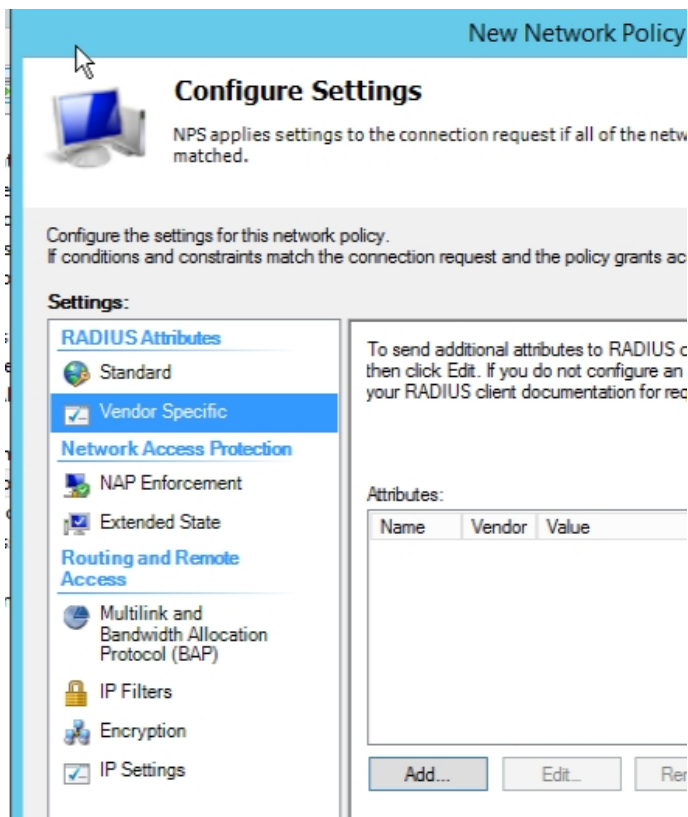 New Network Policy
Configure Settings
NPS applies settings to the connection request if all of the netw
matched.
Configure the settings for this network policy.
If conditions and constraints match the connection request and the policy grants ac
Settings:
RADIUS Attributes
Standard
Vendor Specific
Network Access Protection
NAP Enforcement
Extended State
Routing and Remote
Access
Multilink and
Bandwidth Allocation
Protocol (BAP)
IP Filters
Encryption
IP Settings
To send additional attributes to RADIUS c
then click Edit. If you do not configure an
your RADIUS client documentation for req
Attributes:
Name Vendor Value
Add... Edit... Rem